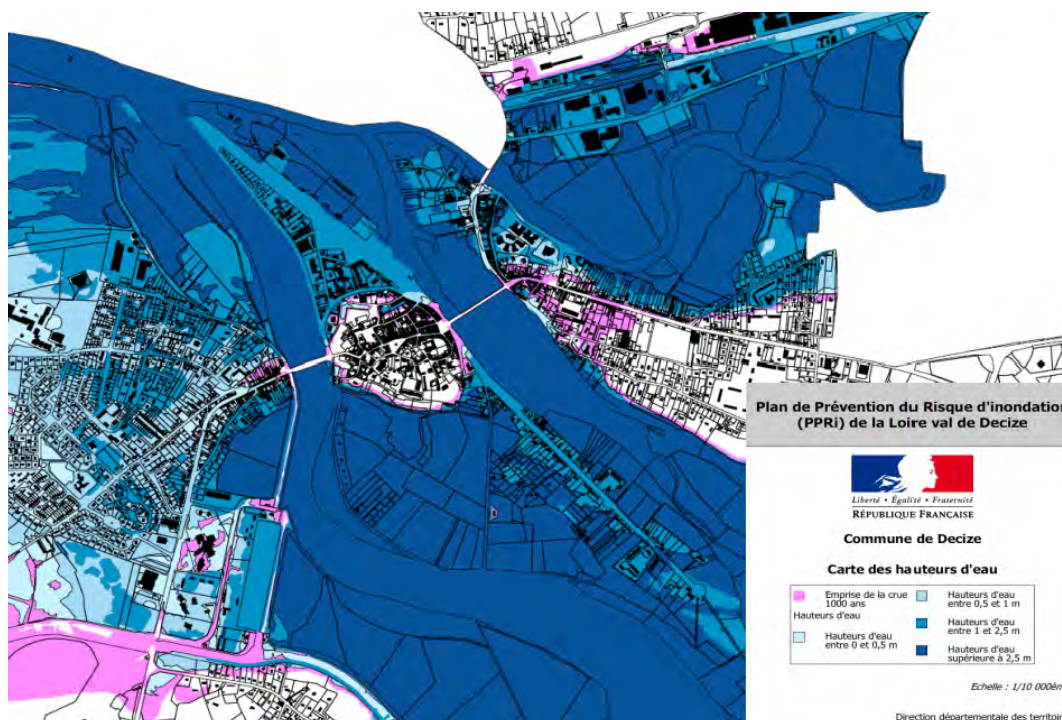 Plan de Prévention du Risque d'inondation
(PPRi) de la Loire val de Decize
Liberté • Égalité • Fraternité
RÉPUBLIQUE FRANÇAISE
Commune de Decize
Carte des hauteurs d'eau
Emprise de la crue
1000 ans
Hauteurs d'eau
Hauteurs d'eau
entre 0 et 0,5 m
Hauteurs d'eau
entre 0,5 et 1 m
Hauteurs d'eau
entre 1 et 2,5 m
Hauteurs d'eau
supérieure à 2,5 m
Echelle : 1/10 000èm
Direction départementale des territoir